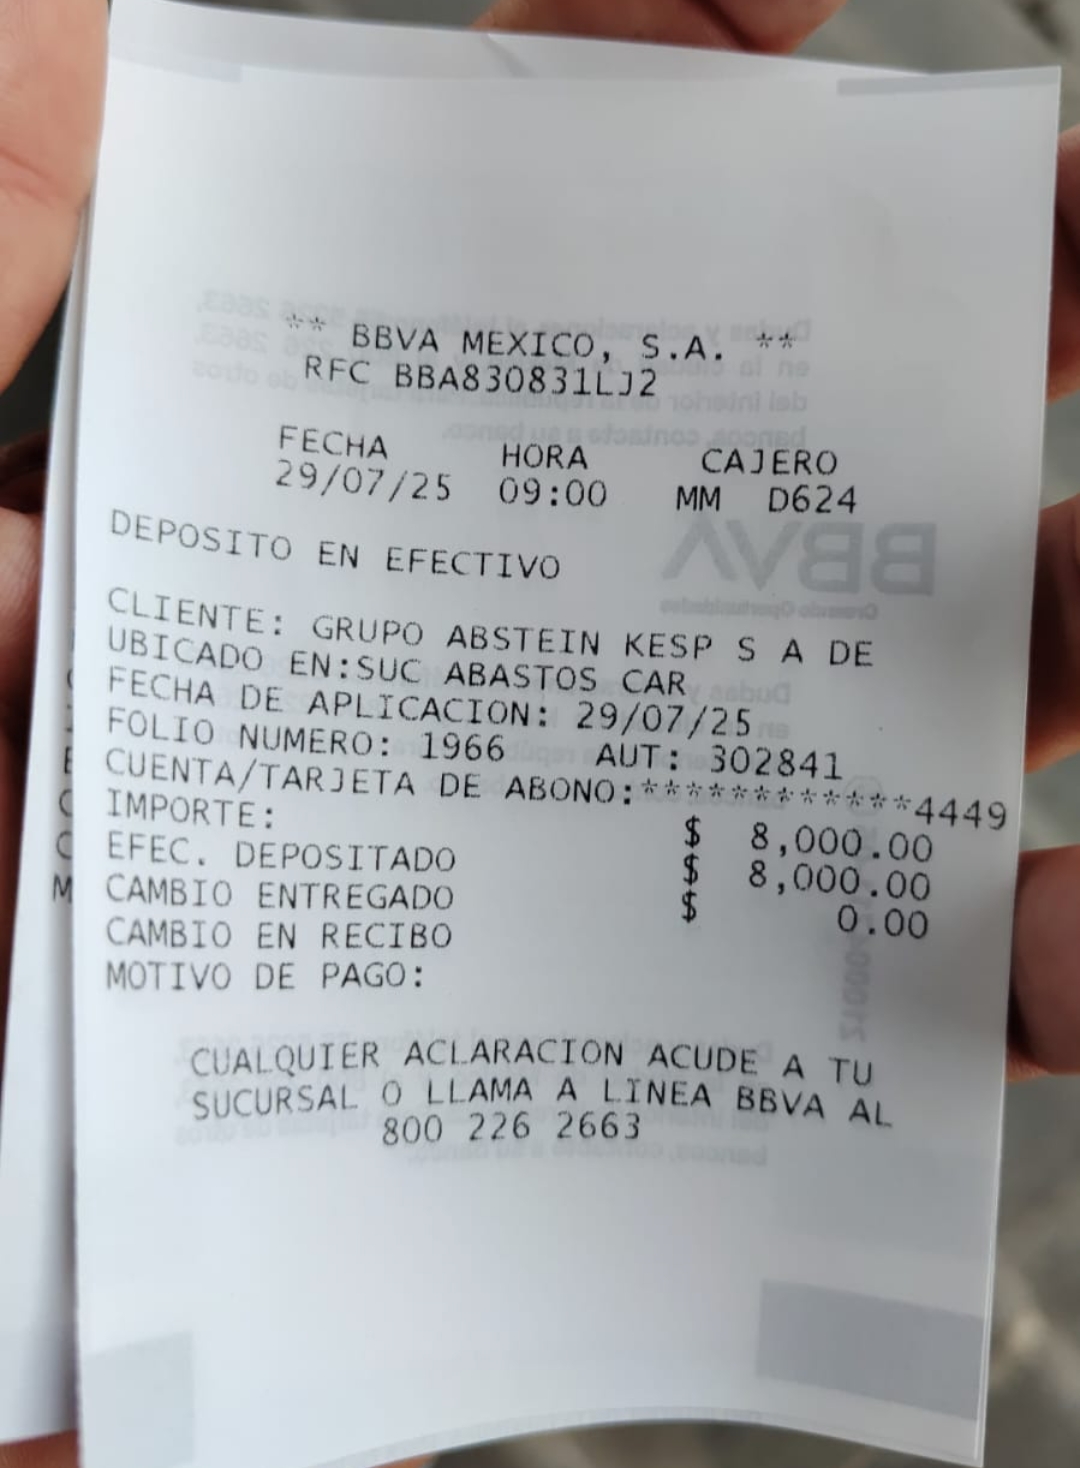 ** BBVA MEXICO, S.A. **
RFC BBA830831LJ2
FECHA HORA CAJERO
29/07/25 09:00 MM D624
DEPOSITO EN EFECTIVO
CLIENTE: GRUPO ABSTEIN KESP S A DE
UBICADO EN:SUC ABASTOS CAR
FECHA DE APLICACION: 29/07/25
FOLIO NUMERO: 1966 AUT: 302841
CUENTA/TARJETA DE ABONO:************4449
IMPORTE: $ 8,000.00
EFEC. DEPOSITADO $ 8,000.00
CAMBIO ENTREGADO $ 0.00
CAMBIO EN RECIBO
MOTIVO DE PAGO:
CUALQUIER ACLARACION ACUDE A TU
SUCURSAL O LLAMA A LINEA BBVA AL
800 226 2663
BBVA